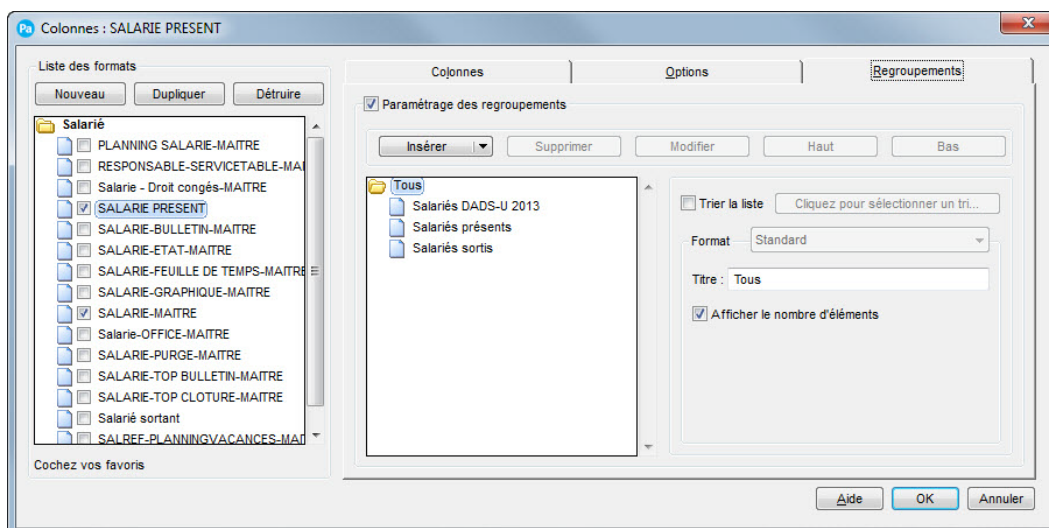 Pa Colonnes : SALARIE PRESENT
Liste des formats
Nouveau Dupliquer Détruire
Salarié
PLANNING SALARIE-MAITRE
RESPONSABLE-SERVICETABLE-MAI
Salarie - Droit congés-MAITRE
SALARIE PRESENT
SALARIE-BULLETIN-MAITRE
SALARIE-ETAT-MAITRE
SALARIE-FEUILLE DE TEMPS-MAITRE
SALARIE-GRAPHIQUE-MAITRE
SALARIE-MAITRE
Salarie-OFFICE-MAITRE
SALARIE-PURGE-MAITRE
SALARIE-TOP BULLETIN-MAITRE
SALARIE-TOP CLOTURE-MAITRE
Salarié sortant
SALREF-PLANNINGVACANCES-MAI
Cochez vos favoris
Colonnes Options Regroupements
Paramétrage des regroupements
Insérer Supprimer Modifier Haut Bas
Tous
Salariés DADS-U 2013
Salariés présents
Salariés sortis
Trier la liste Cliquez pour sélectionner un tri...
Format Standard
Titre : Tous
Afficher le nombre d'éléments
Aide OK Annuler